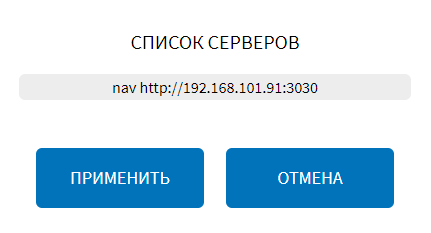 СПИСОК СЕРВЕРОВ
nav http://192.168.101.91:3030
ПРИМЕНИТЬ ОТМЕНА